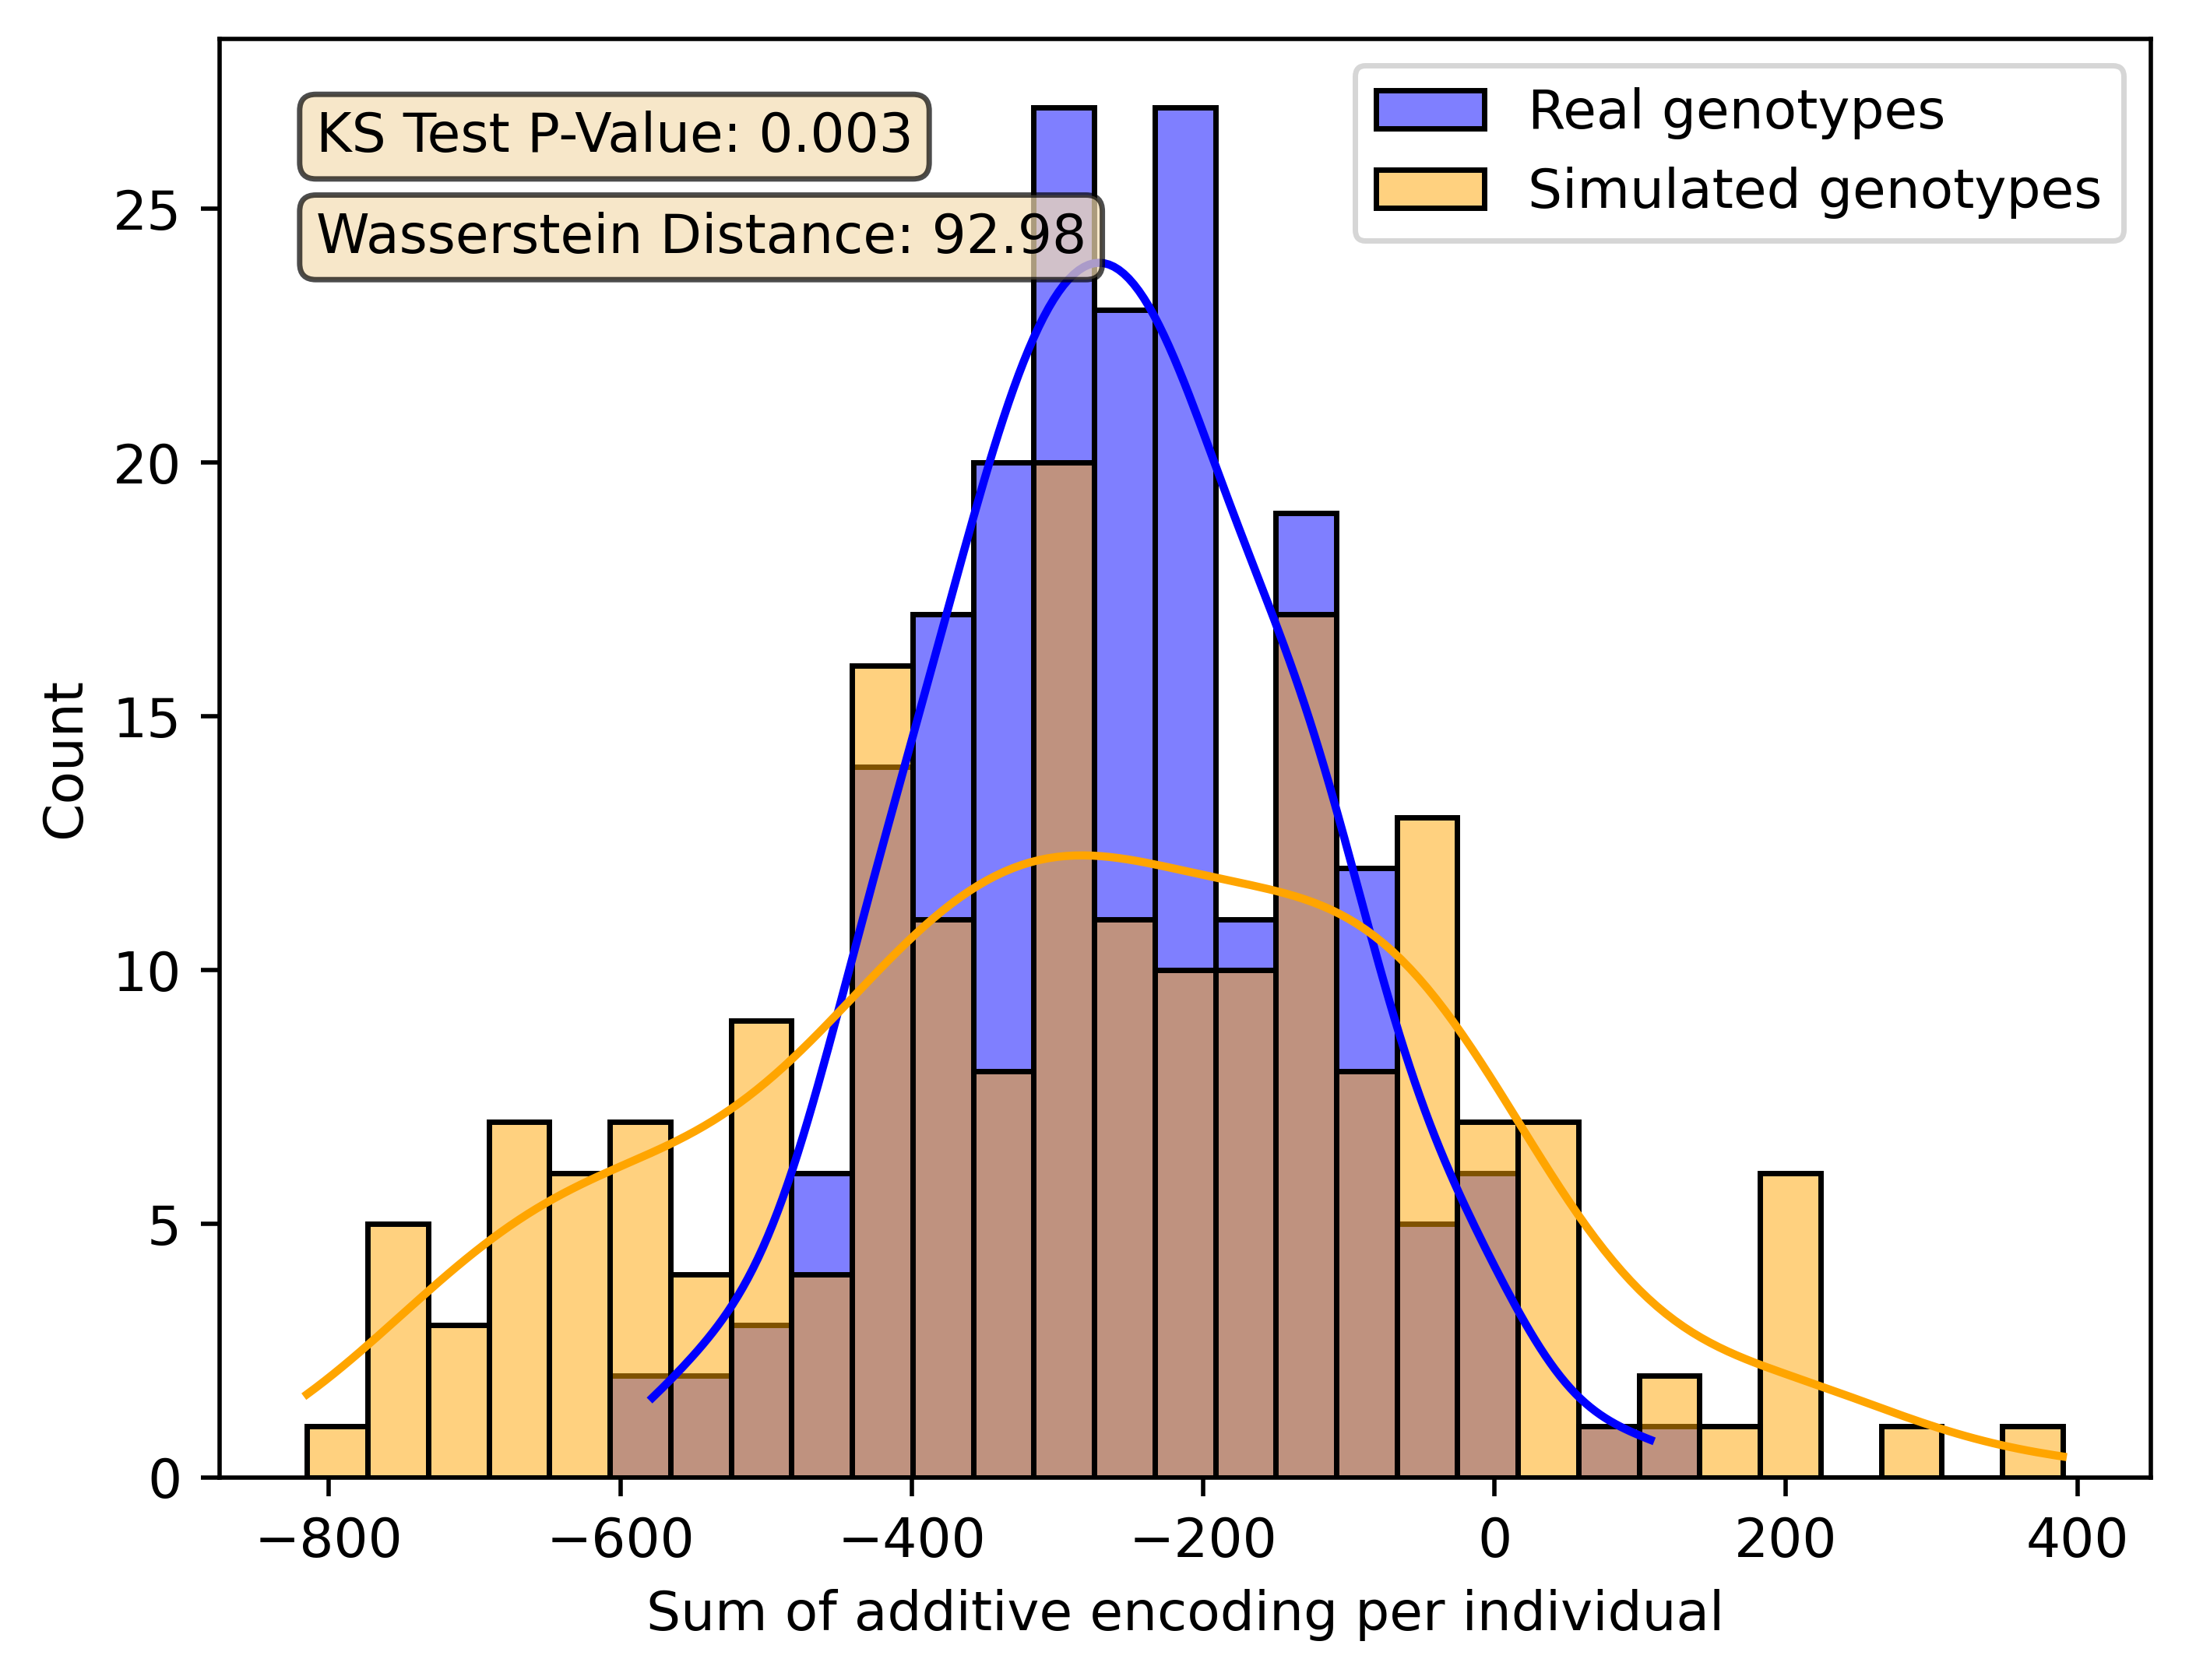 KS Test P-Value: 0.003
Wasserstein Distance: 92.98
Real genotypes
Simulated genotypes
25
20
15
10
5
0
Count
−800 −600 −400 −200 0 200 400
Sum of additive encoding per individual